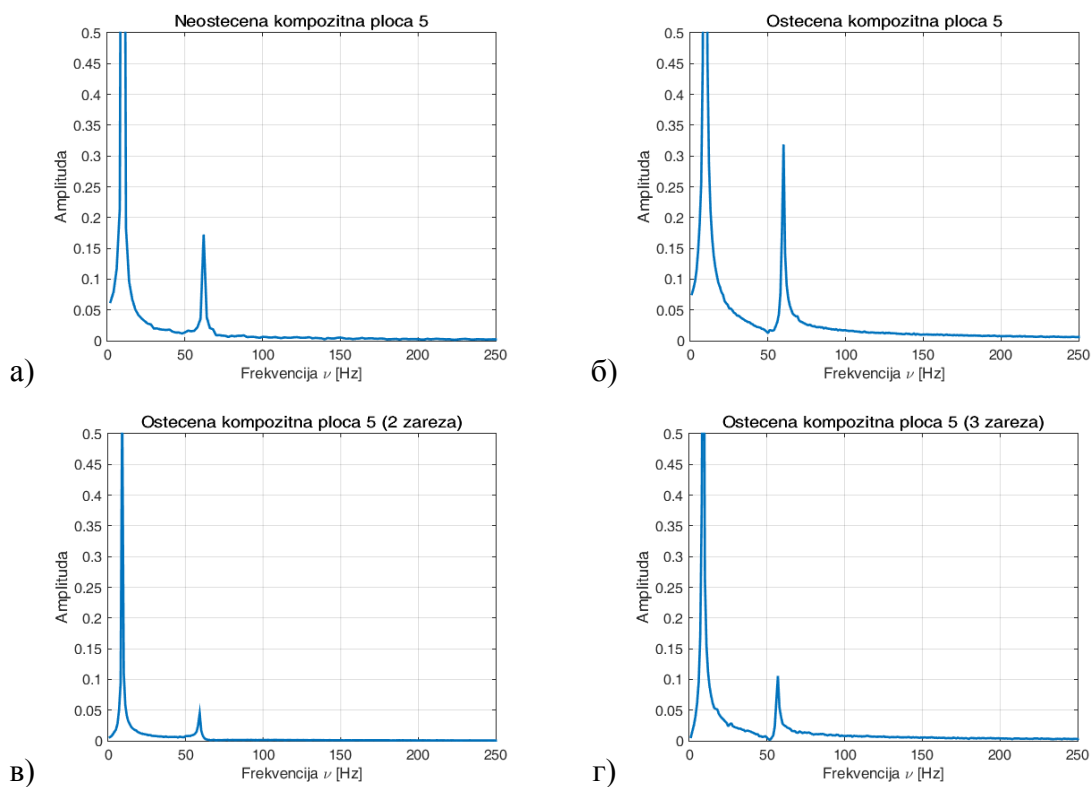 Neostecena kompozitna ploca 5
0.5
0.45
0.4
0.35
0.3
0.25
0.2
0.15
0.1
0.05
0
Amplituda
0 50 100 150 200 250
Frekvencija ν [Hz]
а)
Ostecena kompozitna ploca 5
0.5
0.45
0.4
0.35
0.3
0.25
0.2
0.15
0.1
0.05
0
Amplituda
0 50 100 150 200 250
Frekvencija ν [Hz]
б)
Ostecena kompozitna ploca 5 (2 zareza)
0.5
0.45
0.4
0.35
0.3
0.25
0.2
0.15
0.1
0.05
0
Amplituda
0 50 100 150 200 250
Frekvencija ν [Hz]
в)
Ostecena kompozitna ploca 5 (3 zareza)
0.5
0.45
0.4
0.35
0.3
0.25
0.2
0.15
0.1
0.05
0
Amplituda
0 50 100 150 200 250
Frekvencija ν [Hz]
г)